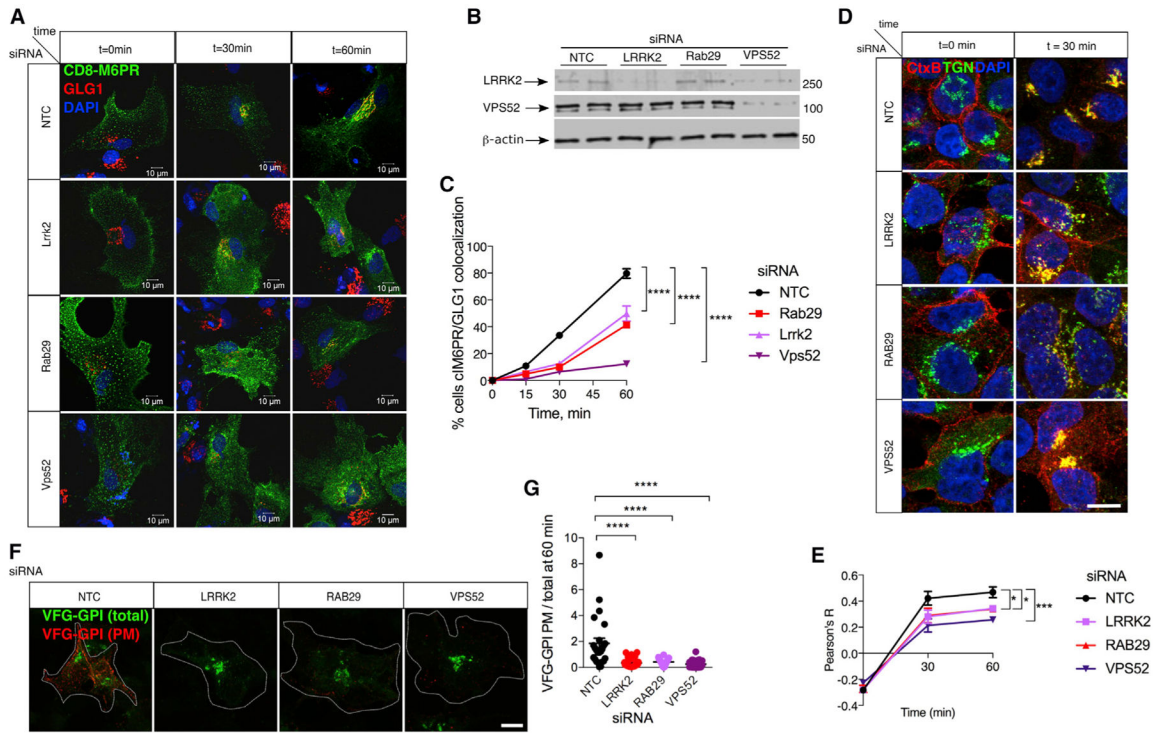 A
time
siRNA
t=0min
t=30min
t=60min
CD8-M6PR
GLG1
DAPI
NTC
10 µm
10 µm
10 µm
Lrrk2
10 µm
10 µm
10 µm
Rab29
10 µm
10 µm
10 µm
Vps52
10 µm
10 µm
10 µm
B
siRNA
NTC LRRK2 Rab29 VPS52
LRRK2 250
VPS52 100
β-actin 50
C
% cells cIM6PR/GLG1 colocalization
100
80
60
40
20
0
0 15 30 45 60
Time, min
**** **** ****
siRNA
NTC
Rab29
Lrrk2
Vps52
D
time
siRNA
t=0 min
t = 30 min
CtxB TGN DAPI
NTC
LRRK2
RAB29
VPS52
E
Pearson's R
0.6
0.4
0.2
0.0
-0.2
-0.4
30 60
Time (min)
* * ***
siRNA
NTC
LRRK2
RAB29
VPS52
F
siRNA
NTC LRRK2 RAB29 VPS52
VFG-GPI (total)
VFG-GPI (PM)
G
VFG-GPI PM / total at 60 min
****
****
****
10
8
6
4
2
0
NTC LRRK2 RAB29 VPS52
siRNA